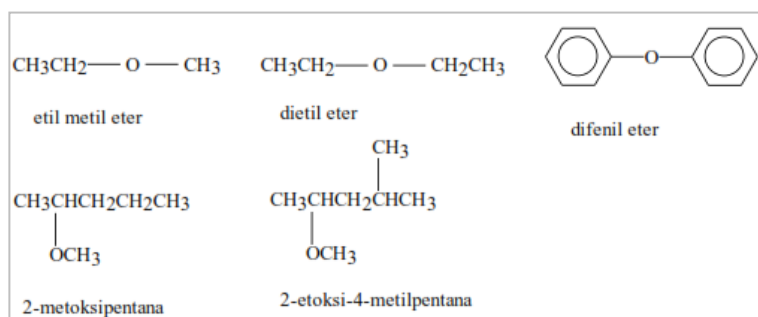 CH3CH2 — O — CH3
CH3CH2 — O — CH2CH3
O
etil metil eter
dietil eter
difenil eter
CH3
CH3CHCH2CH2CH3
CH3CHCH2CHCH3
OCH3
OCH3
2-metoksipentana
2-etoksi-4-metilpentana